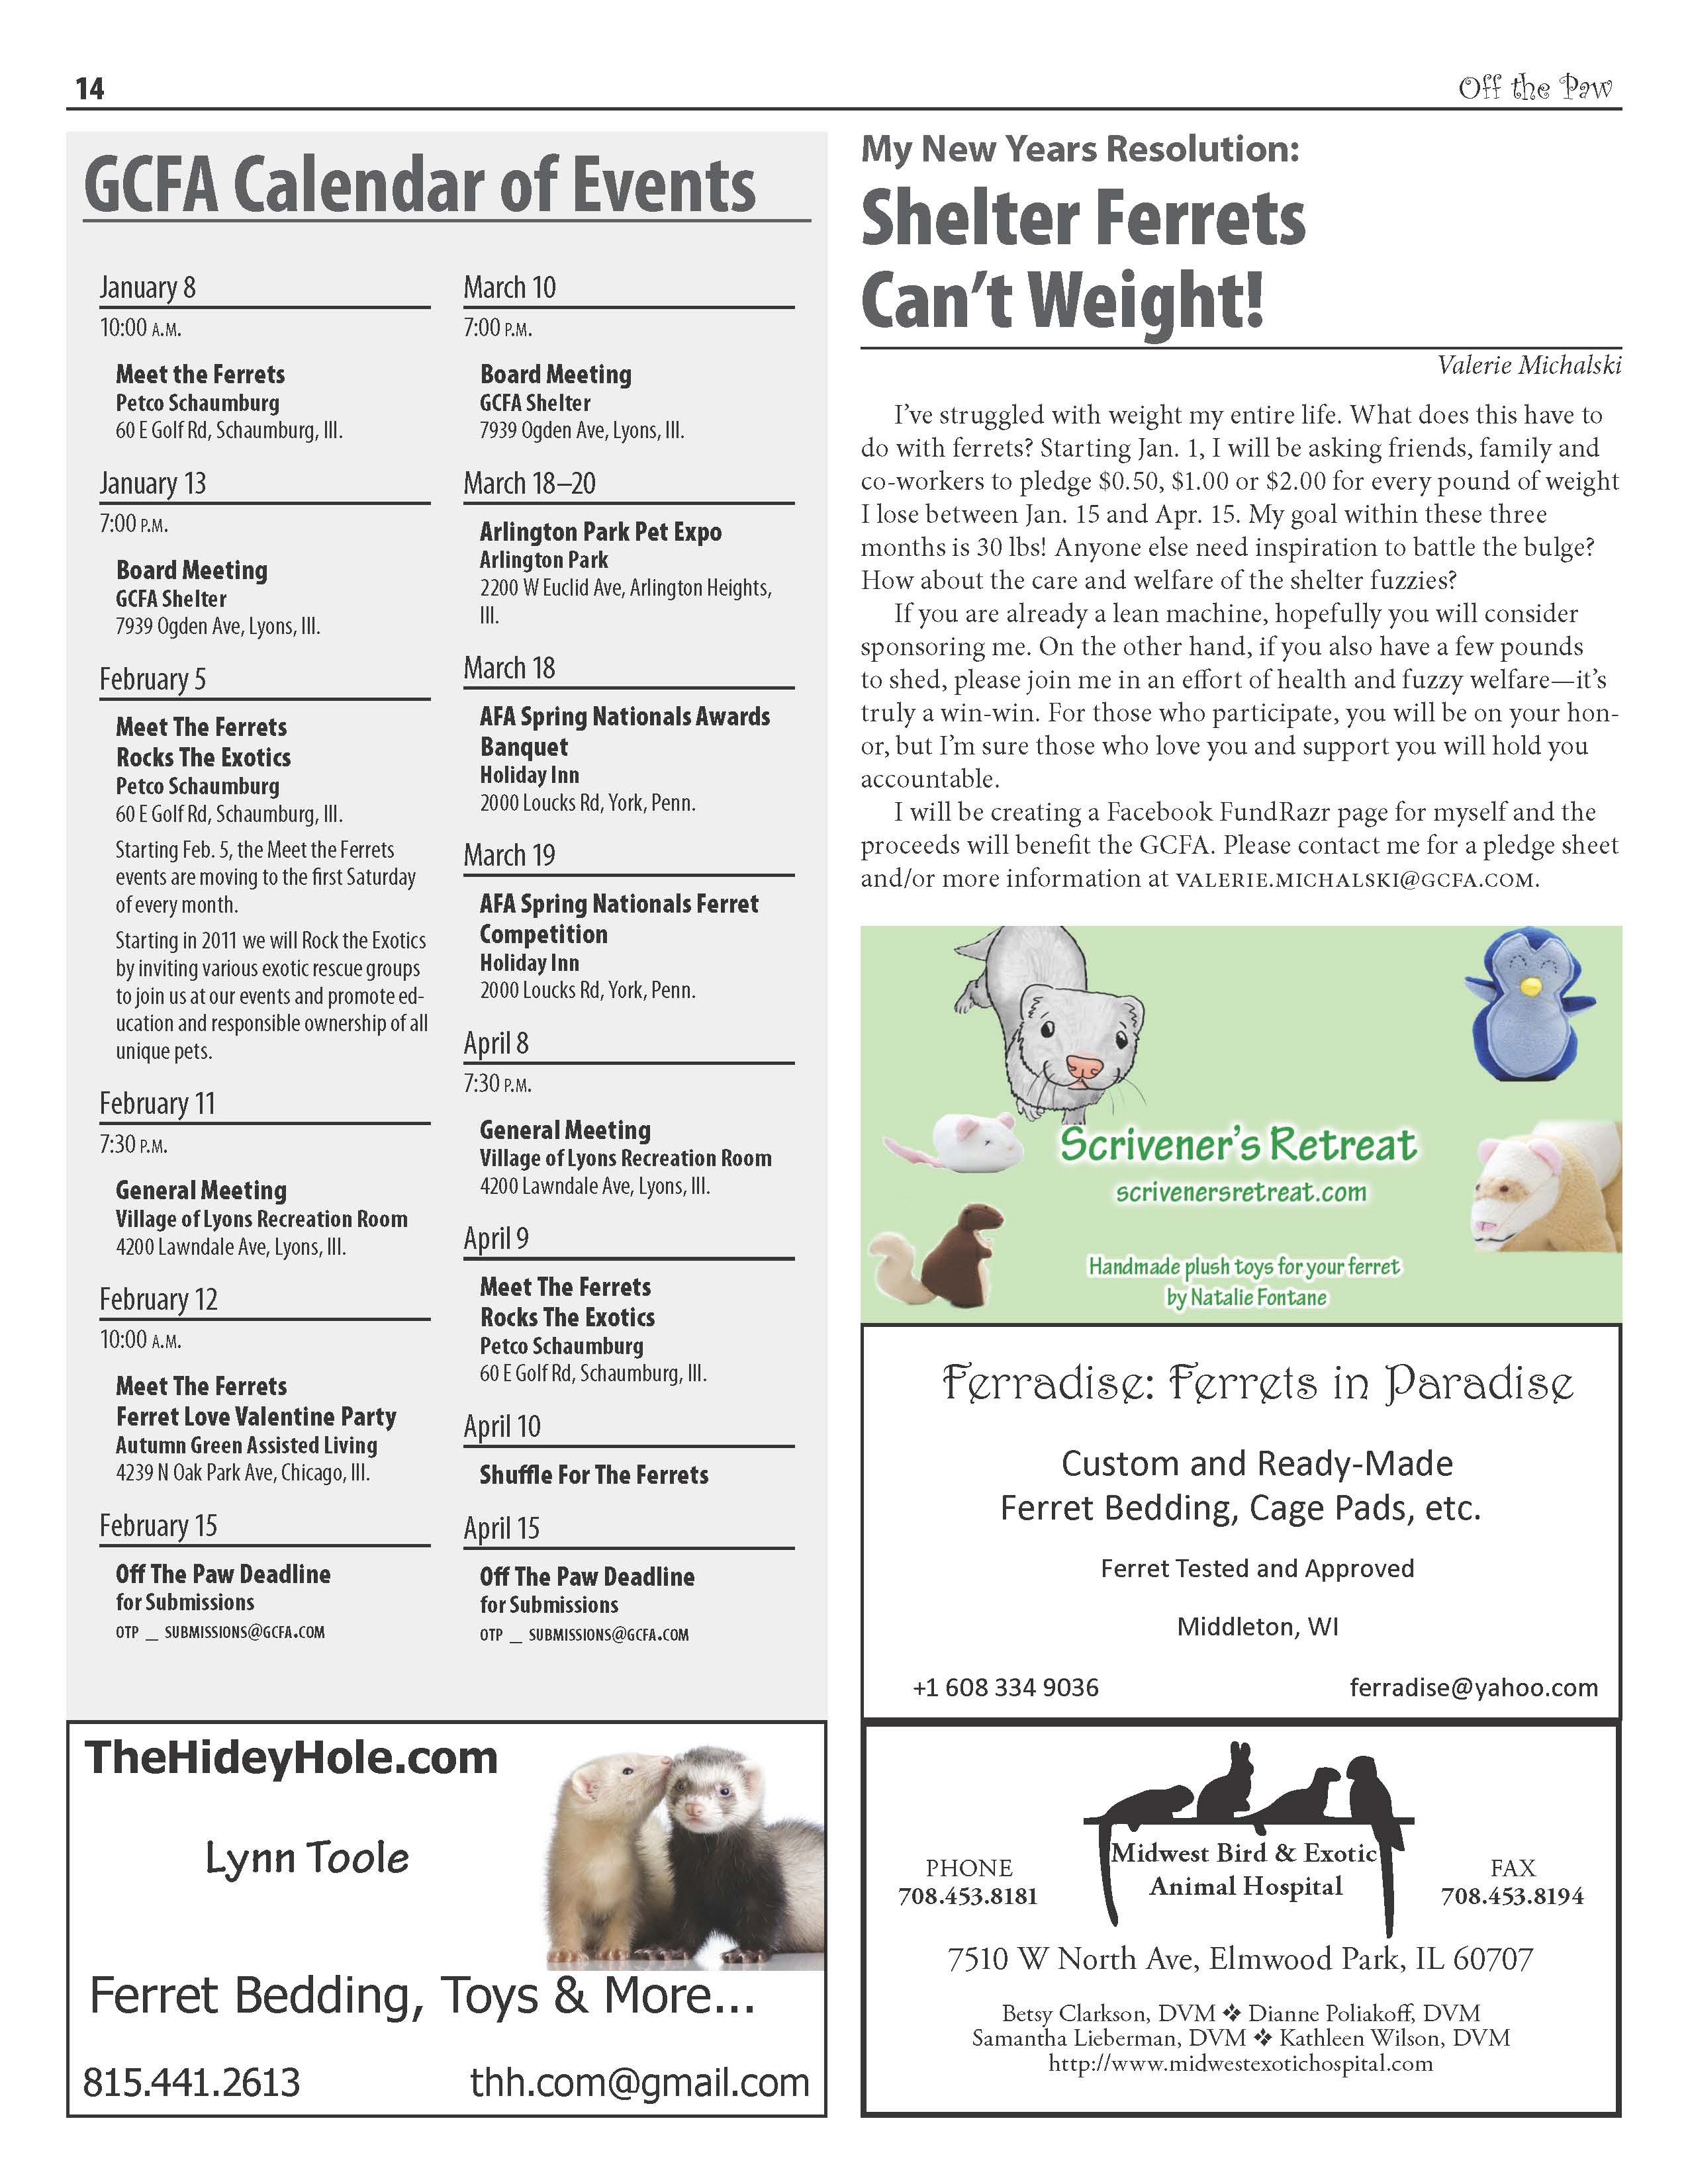 14
Off the Paw
GCFA Calendar of Events
January 8
10:00 A.M.
Meet the Ferrets
Petco Schaumburg
60 E Golf Rd, Schaumburg, Ill.
January 13
7:00 P.M.
Board Meeting
GCFA Shelter
7939 Ogden Ave, Lyons, Ill.
February 5
Meet The Ferrets
Rocks The Exotics
Petco Schaumburg
60 E Golf Rd, Schaumburg, Ill.
Starting Feb. 5, the Meet the Ferrets
events are moving to the first Saturday
of every month.
Starting in 2011 we will Rock the Exotics
by inviting various exotic rescue groups
to join us at our events and promote ed-
ucation and responsible ownership of all
unique pets.
February 11
7:30 P.M.
General Meeting
Village of Lyons Recreation Room
4200 Lawndale Ave, Lyons, Ill.
February 12
10:00 A.M.
Meet The Ferrets
Ferret Love Valentine Party
Autumn Green Assisted Living
4239 N Oak Park Ave, Chicago, Ill.
February 15
Off The Paw Deadline
for Submissions
OTP _ SUBMISSIONS@GCFA.COM
March 10
7:00 P.M.
Board Meeting
GCFA Shelter
7939 Ogden Ave, Lyons, Ill.
March 18–20
Arlington Park Pet Expo
Arlington Park
2200 W Euclid Ave, Arlington Heights,
Ill.
March 18
AFA Spring Nationals Awards
Banquet
Holiday Inn
2000 Loucks Rd, York, Penn.
March 19
AFA Spring Nationals Ferret
Competition
Holiday Inn
2000 Loucks Rd, York, Penn.
April 8
7:30 P.M.
General Meeting
Village of Lyons Recreation Room
4200 Lawndale Ave, Lyons, Ill.
April 9
Meet The Ferrets
Rocks The Exotics
Petco Schaumburg
60 E Golf Rd, Schaumburg, Ill.
April 10
Shuffle For The Ferrets
April 15
Off The Paw Deadline
for Submissions
OTP _ SUBMISSIONS@GCFA.COM
TheHideyHole.com
Lynn Toole
Ferret Bedding, Toys & More...
815.441.2613
thh.com@gmail.com
My New Years Resolution:
Shelter Ferrets
Can't Weight!
Valerie Michalski
I've struggled with weight my entire life. What does this have to
do with ferrets? Starting Jan. 1, I will be asking friends, family and
co-workers to pledge $0.50, $1.00 or $2.00 for every pound of weight
I lose between Jan. 15 and Apr. 15. My goal within these three
months is 30 lbs! Anyone else need inspiration to battle the bulge?
How about the care and welfare of the shelter fuzzies?
If you are already a lean machine, hopefully you will consider
sponsoring me. On the other hand, if you also have a few pounds
to shed, please join me in an effort of health and fuzzy welfare—it's
truly a win-win. For those who participate, you will be on your hon-
or, but I'm sure those who love you and support you will hold you
accountable.
I will be creating a Facebook FundRazr page for myself and the
proceeds will benefit the GCFA. Please contact me for a pledge sheet
and/or more information at VALERIE.MICHALSKI@GCFA.COM.
Scrivener's Retreat
scrivenersretreat.com
Handmade plush toys for your ferret
by Natalie Fontane
Ferradise: Ferrets in Paradise
Custom and Ready-Made
Ferret Bedding, Cage Pads, etc.
Ferret Tested and Approved
Middleton, WI
+1 608 334 9036
ferradise@yahoo.com
Midwest Bird & Exotic
Animal Hospital
PHONE
708.453.8181
FAX
708.453.8194
7510 W North Ave, Elmwood Park, IL 60707
Betsy Clarkson, DVM ❖ Dianne Poliakoff, DVM
Samantha Lieberman, DVM ❖ Kathleen Wilson, DVM
http://www.midwestexotichospital.com